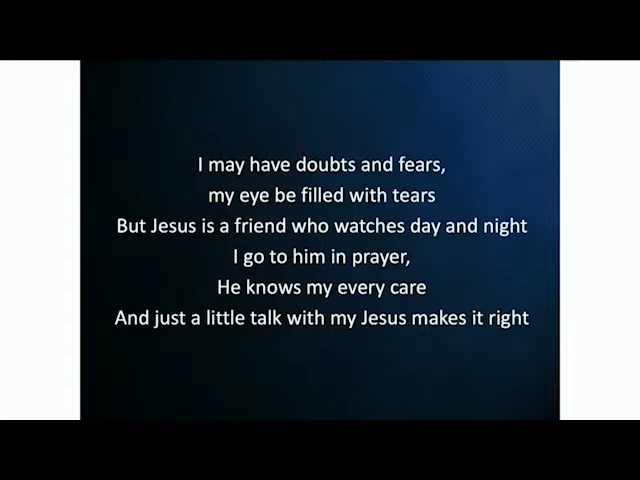 I may have doubts and fears,
my eye be filled with tears
But Jesus is a friend who watches day and night
I go to him in prayer,
He knows my every care
And just a little talk with my Jesus makes it right